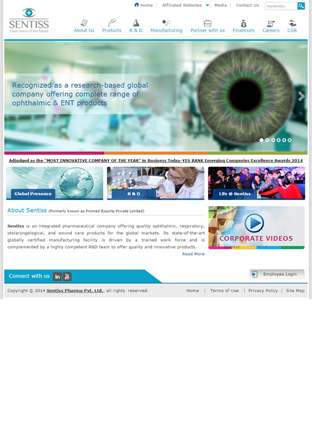 Home | Affiliated Websites | Media | Contact Us Keywords
SENTISS
Clear vision of the future
About Us Products R & D Manufacturing Partner with us Financials Careers CSR
Recognized as a research-based global
company offering complete range of
ophthalmic & ENT products
Adjudged as the "MOST INNOVATIVE COMPANY OF THE YEAR" in Business Today-YES BANK Emerging Companies Excellence Awards 2014
Global Presence R & D Life @ Sentiss
About Sentiss (Formerly known as Promed Exports Private Limited)
Sentiss is an integrated pharmaceutical company offering quality ophthalmic, respiratory,
otolaryngological, and wound care products for the global markets. Its state-of-the-art
globally certified manufacturing facility is driven by a trained work force and is
complemented by a highly competent R&D team to offer quality and innovative products.
Read More
CORPORATE VIDEOS
Connect with us in You Employee Login
Copyright © 2014 Sentiss Pharma Pvt. Ltd., all rights reserved. Home | Terms of Use | Privacy Policy | Site Map